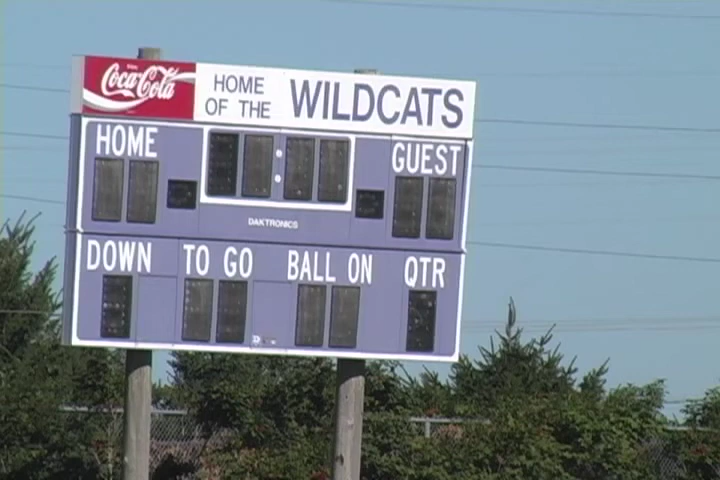 Coca-Cola
HOME OF THE WILDCATS
HOME
GUEST
DAKTRONICS
DOWN TO GO BALL ON QTR